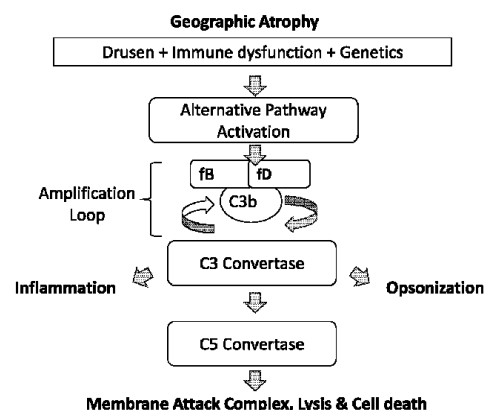 Geographic Atrophy
Drusen + Immune dysfunction + Genetics
Alternative Pathway
Activation
fB
fD
Amplification
Loop
C3b
C3 Convertase
Inflammation
Opsonization
C5 Convertase
Membrane Attack Complex, Lysis & Cell death